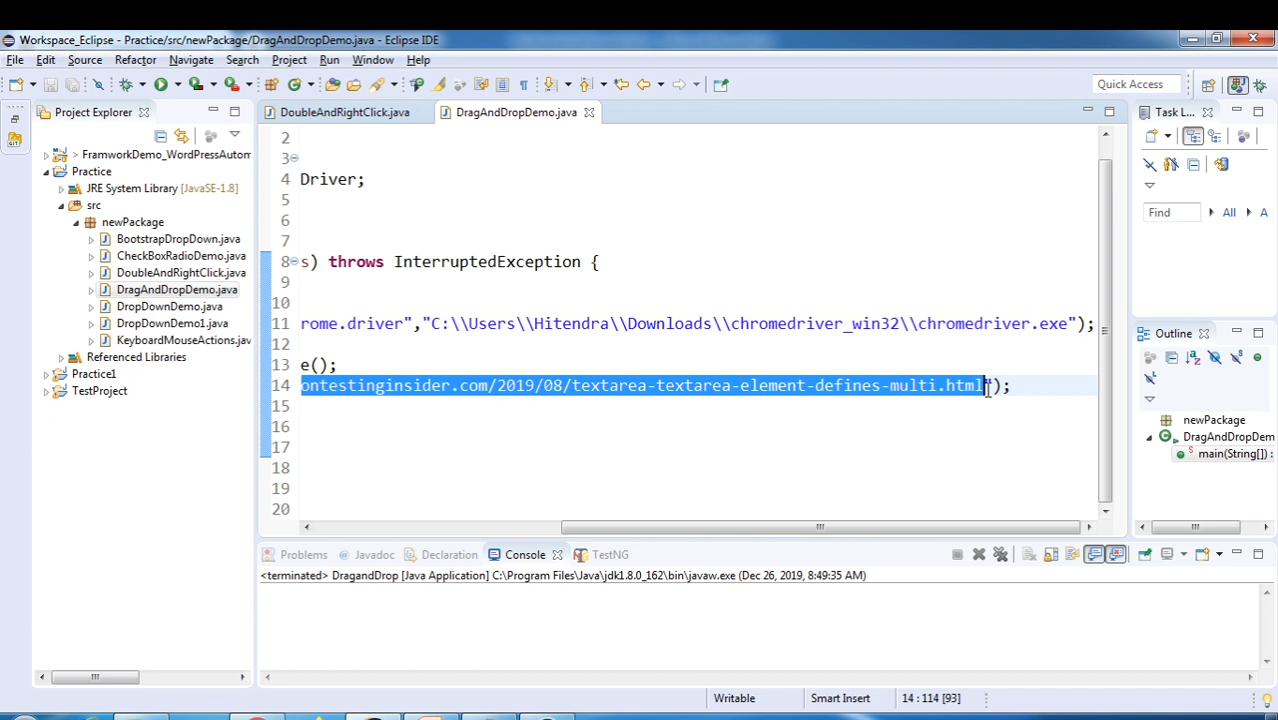 Workspace_Eclipse - Practice/src/newPackage/DragAndDropDemo.java - Eclipse IDE
File Edit Source Refactor Navigate Search Project Run Window Help
Quick Access
Project Explorer
DoubleAndRightClick.java
DragAndDropDemo.java
Task L...
> FramworkDemo_WordPressAutom
Practice
JRE System Library [JavaSE-1.8]
src
newPackage
BootstrapDropDown.java
CheckBoxRadioDemo.java
DoubleAndRightClick.java
DragAndDropDemo.java
DropDownDemo.java
DropDownDemo1.java
KeyboardMouseActions.jav
Referenced Libraries
Practice1
TestProject
2
3
4 Driver;
5
6
7
8 s) throws InterruptedException {
9
10
11 rome.driver","C:\\Users\\Hitendra\\Downloads\\chromedriver_win32\\chromedriver.exe");
12
13 e();
14 ontestinginsider.com/2019/08/textarea-textarea-element-defines-multi.html");
15
16
17
18
19
20
Find All A
Outline
newPackage
DragAndDropDem
main(String[]) :
Problems Javadoc Declaration Console TestNG
<terminated> DragandDrop [Java Application] C:\Program Files\Java\jdk1.8.0_162\bin\javaw.exe (Dec 26, 2019, 8:49:35 AM)
Writable Smart Insert 14 : 114 [93]